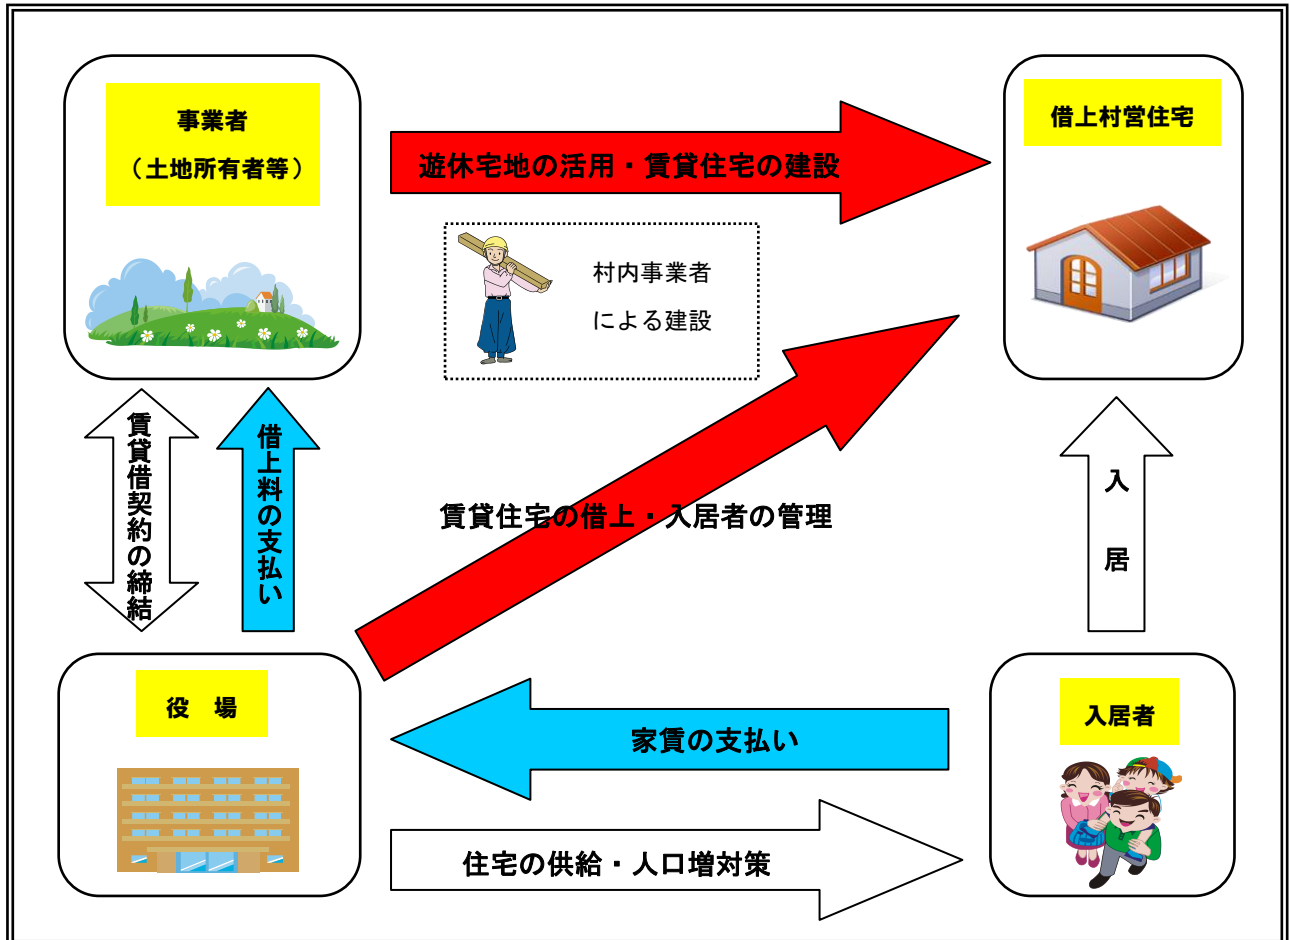 事業者
（土地所有者等）
遊休宅地の活用・賃貸住宅の建設
借上村営住宅
村内事業者
による建設
賃貸借契約の締結
借上料の支払い
賃貸住宅の借上・入居者の管理
入居
役　場
家賃の支払い
入居者
住宅の供給・人口増対策